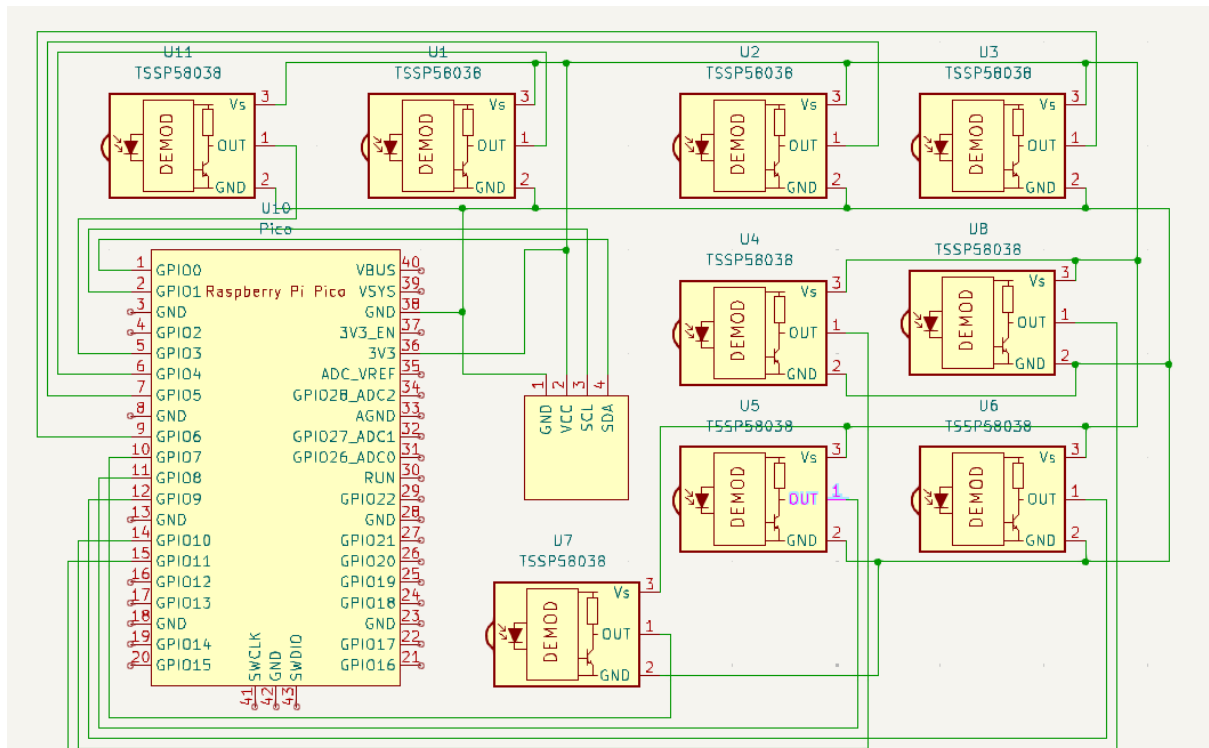 U11
TSSP58038
Vs 3
DEMOD
OUT 1
GND 2
U1
TSSP58038
Vs 3
DEMOD
OUT 1
GND 2
U2
TSSP58038
Vs 3
DEMOD
OUT 1
GND 2
U3
TSSP58038
Vs 3
DEMOD
OUT 1
GND 2
U10
Pico
Raspberry Pi Pico
1 GPIO0
2 GPIO1
3 GND
4 GPIO2
5 GPIO3
6 GPIO4
7 GPIO5
8 GND
9 GPIO6
10 GPIO7
11 GPIO8
12 GPIO9
13 GND
14 GPIO10
15 GPIO11
16 GPIO12
17 GPIO13
18 GND
19 GPIO14
20 GPIO15
VBUS 40
VSYS 39
GND 38
3V3_EN 37
3V3 36
ADC_VREF 35
GPIO28_ADC2 34
AGND 33
GPIO27_ADC1 32
GPIO26_ADC0 31
RUN 30
GPIO22 29
GND 28
GPIO21 27
GPIO20 26
GPIO19 25
GPIO18 24
GND 23
GPIO17 22
GPIO16 21
SWCLK 41
GND 42
SWDIO 43
1 GND
2 VCC
3 SCL
4 SDA
U4
TSSP58038
Vs 3
DEMOD
OUT 1
GND 2
U8
TSSP58038
Vs 3
DEMOD
OUT 1
GND 2
U5
TSSP58038
Vs 3
DEMOD
OUT 1
GND 2
U6
TSSP58038
Vs 3
DEMOD
OUT 1
GND 2
U7
TSSP58038
Vs 3
DEMOD
OUT 1
GND 2